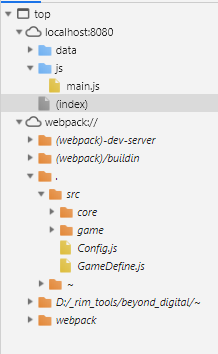 top
localhost:8080
data
js
main.js
(index)
webpack://
(webpack)-dev-server
(webpack)/buildin
.
src
core
game
Config.js
GameDefine.js
~
D:/_rim_tools/beyond_digital/~
webpack